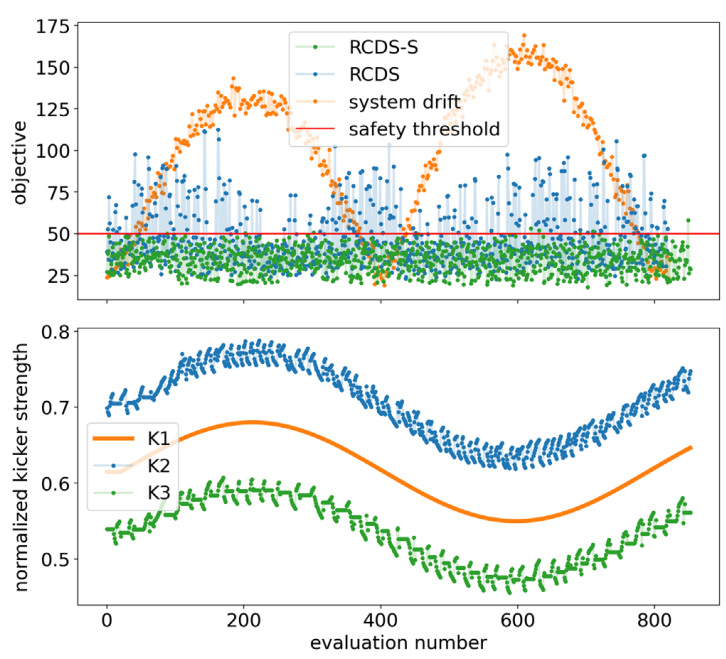 175
150
125
100
75
50
25
objective
RCDS-S
RCDS
system drift
safety threshold
0.8
0.7
0.6
0.5
normalized kicker strength
K1
K2
K3
0 200 400 600 800
evaluation number